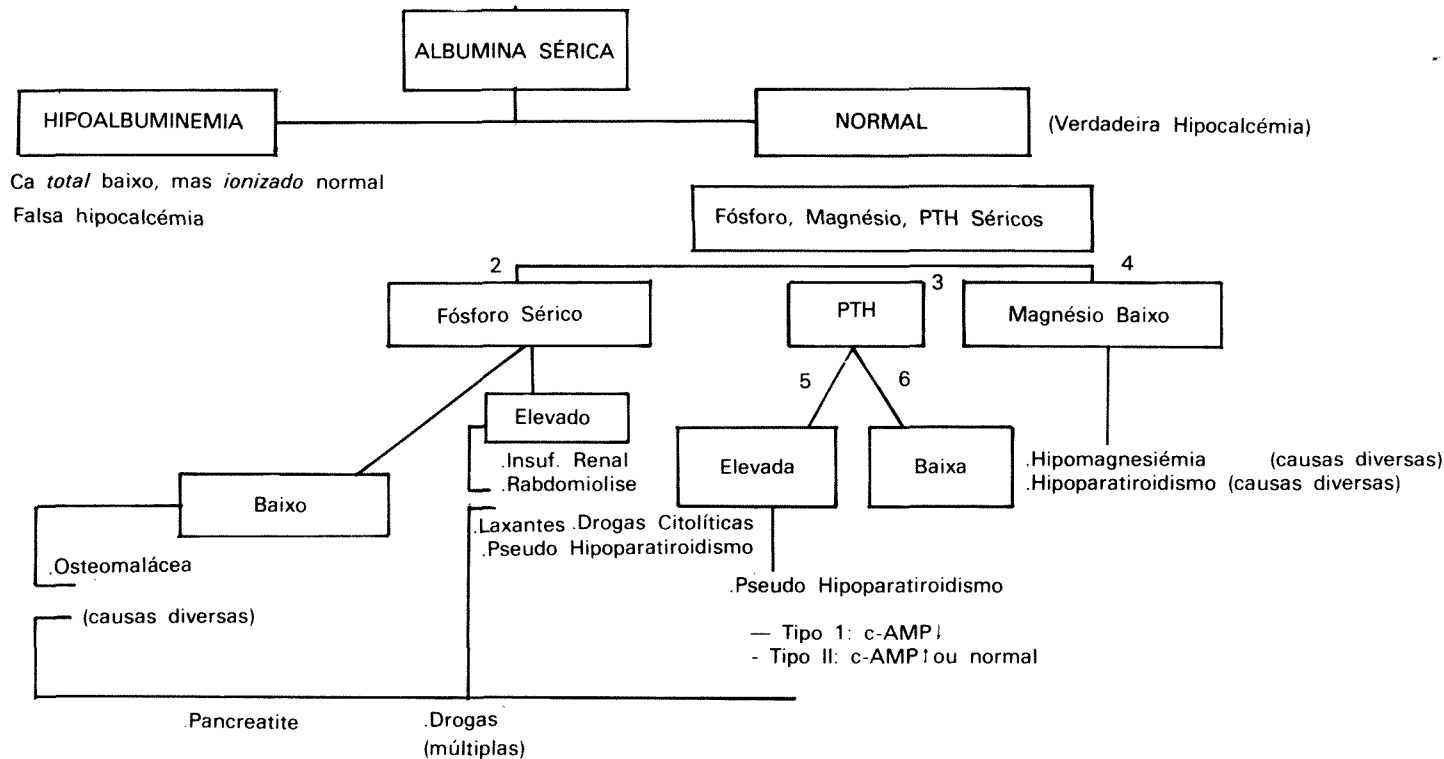 ALBUMINA SÉRICA
HIPOALBUMINEMIA
NORMAL
(Verdadeira Hipocalcémia)
Ca total baixo, mas ionizado normal
Falsa hipocalcémia
Fósforo, Magnésio, PTH Séricos
2
3
4
Fósforo Sérico
PTH
Magnésio Baixo
5
6
Elevado
.Insuf. Renal
.Rabdomiolise
.Laxantes .Drogas Citolíticas
.Pseudo Hipoparatiroidismo
Baixo
.Osteomalácea
(causas diversas)
Elevada
Baixa
.Hipomagnesiémia (causas diversas)
.Hipoparatiroidismo (causas diversas)
.Pseudo Hipoparatiroidismo
— Tipo 1: c-AMP↓
- Tipo II: c-AMP↑ou normal
.Pancreatite
.Drogas
(múltiplas)